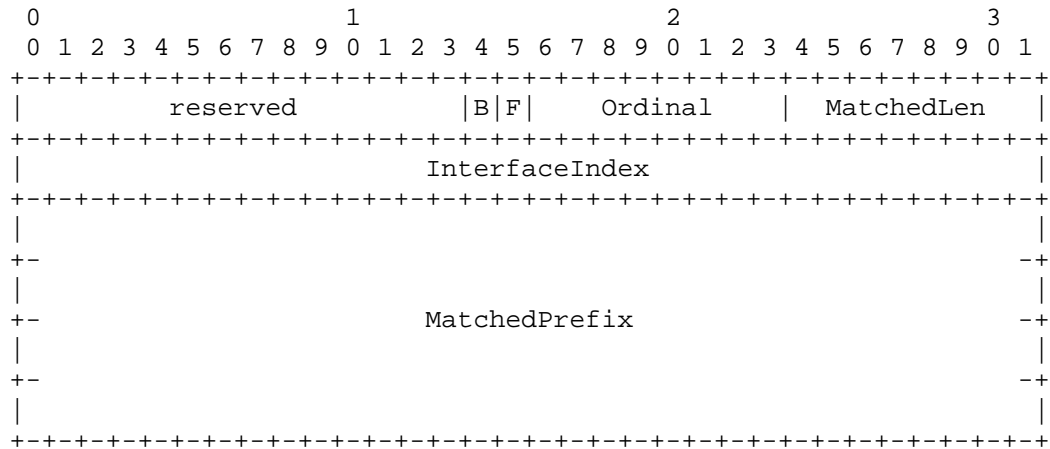 0                   1                   2                   3
 0 1 2 3 4 5 6 7 8 9 0 1 2 3 4 5 6 7 8 9 0 1 2 3 4 5 6 7 8 9 0 1
+-+-+-+-+-+-+-+-+-+-+-+-+-+-+-+-+-+-+-+-+-+-+-+-+-+-+-+-+-+-+-+-+
|         reserved          |B|F|    Ordinal    |  MatchedLen   |
+-+-+-+-+-+-+-+-+-+-+-+-+-+-+-+-+-+-+-+-+-+-+-+-+-+-+-+-+-+-+-+-+
|                         InterfaceIndex                        |
+-+-+-+-+-+-+-+-+-+-+-+-+-+-+-+-+-+-+-+-+-+-+-+-+-+-+-+-+-+-+-+-+
|                                                               |
+-                                                             -+
|                                                               |
+-                        MatchedPrefix                        -+
|                                                               |
+-                                                             -+
|                                                               |
+-+-+-+-+-+-+-+-+-+-+-+-+-+-+-+-+-+-+-+-+-+-+-+-+-+-+-+-+-+-+-+-+